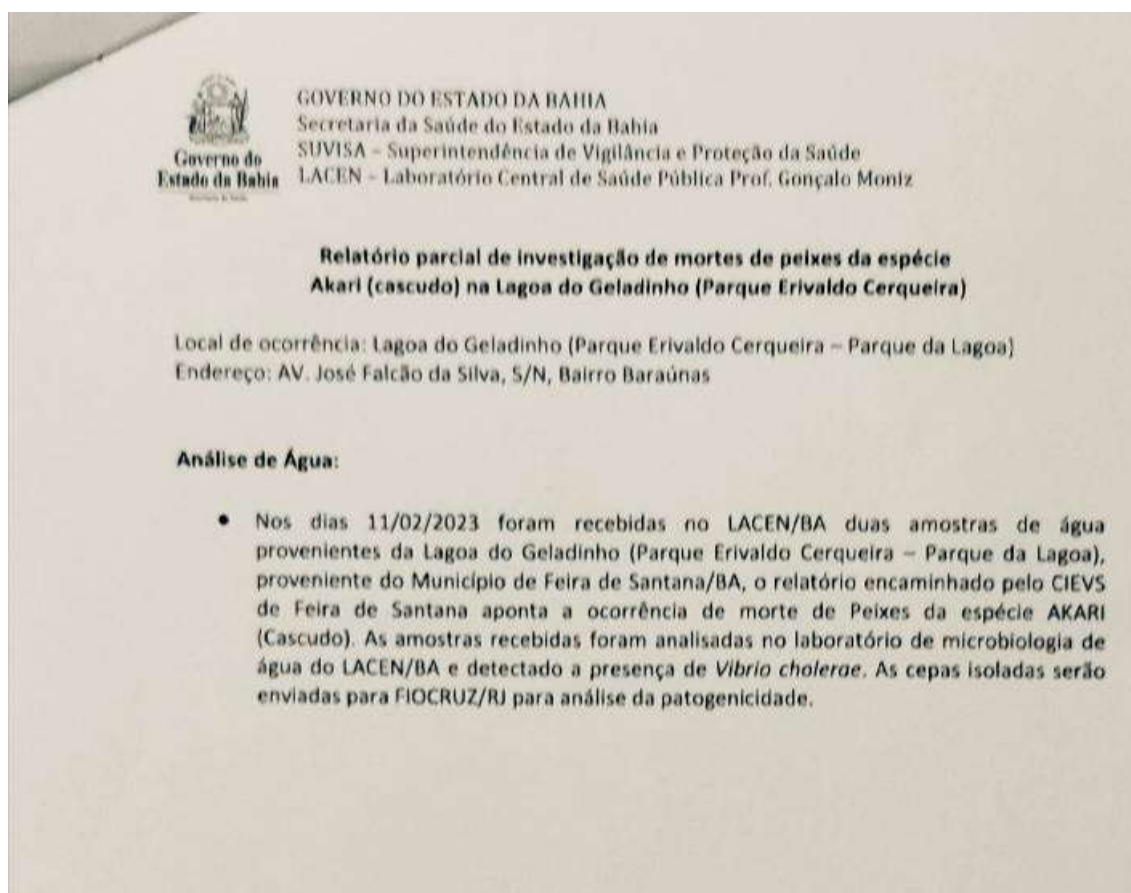 GOVERNO DO ESTADO DA BAHIA
Secretaria da Saúde do Estado da Bahia
SUVISA – Superintendência de Vigilância e Proteção da Saúde
LACEN – Laboratório Central de Saúde Pública Prof. Gonçalo Moniz
Governo do
Estado da Bahia
Relatório parcial de investigação de mortes de peixes da espécie
Akari (cascudo) na Lagoa do Geladinho (Parque Erivaldo Cerqueira)
Local de ocorrência: Lagoa do Geladinho (Parque Erivaldo Cerqueira – Parque da Lagoa)
Endereço: AV. José Falcão da Silva, S/N, Bairro Baraúnas
Análise de Água:
• Nos dias 11/02/2023 foram recebidas no LACEN/BA duas amostras de água
provenientes da Lagoa do Geladinho (Parque Erivaldo Cerqueira – Parque da Lagoa),
proveniente do Município de Feira de Santana/BA, o relatório encaminhado pelo CIEVS
de Feira de Santana aponta a ocorrência de morte de Peixes da espécie AKARI
(Cascudo). As amostras recebidas foram analisadas no laboratório de microbiologia de
água do LACEN/BA e detectado a presença de Vibrio cholerae. As cepas isoladas serão
enviadas para FIOCRUZ/RJ para análise da patogenicidade.